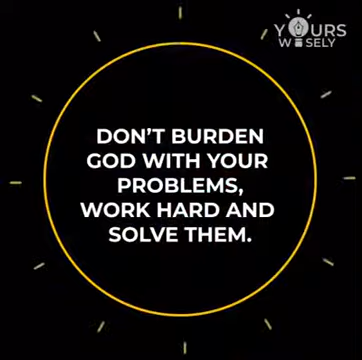 YOURS
WISELY
DON'T BURDEN
GOD WITH YOUR
PROBLEMS,
WORK HARD AND
SOLVE THEM.